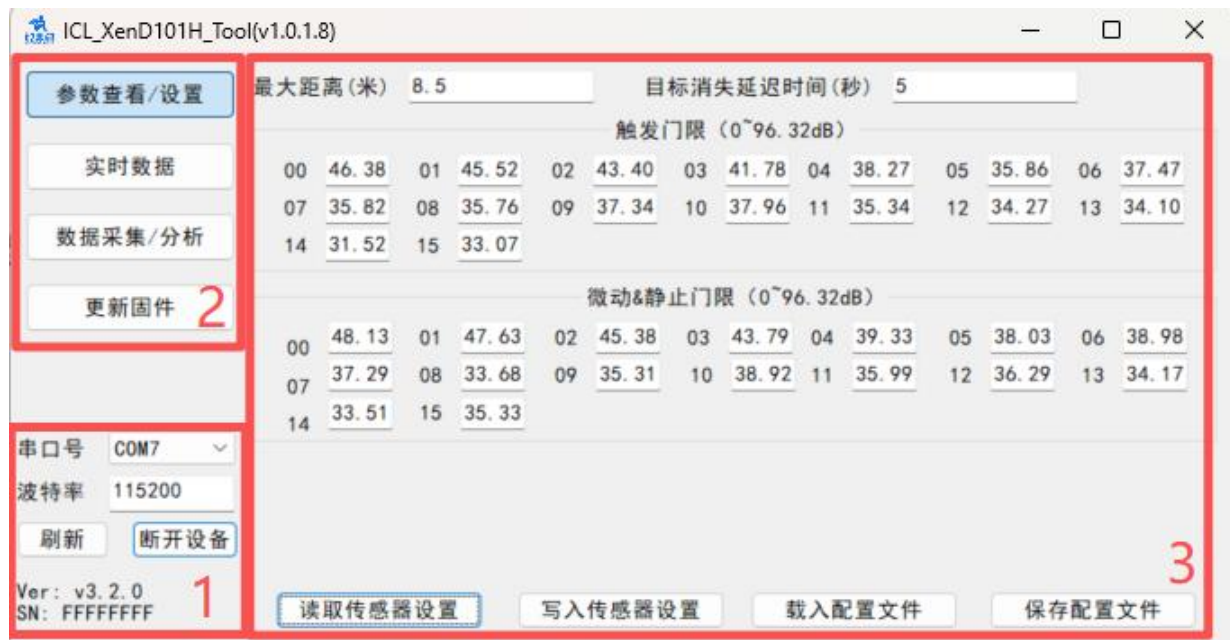 ICL_XenD101H_Tool(v1.0.1.8)
参数查看/设置
实时数据
数据采集/分析
更新固件
2
串口号 COM7
波特率 115200
刷新 断开设备
Ver: v3.2.0
SN: FFFFFFFF
1
最大距离(米) 8.5 目标消失延迟时间(秒) 5
触发门限（0~96.32dB）
00 46.38 01 45.52 02 43.40 03 41.78 04 38.27 05 35.86 06 37.47
07 35.82 08 35.76 09 37.34 10 37.96 11 35.34 12 34.27 13 34.10
14 31.52 15 33.07
微动&静止门限（0~96.32dB）
00 48.13 01 47.63 02 45.38 03 43.79 04 39.33 05 38.03 06 38.98
07 37.29 08 33.68 09 35.31 10 38.92 11 35.99 12 36.29 13 34.17
14 33.51 15 35.33
3
读取传感器设置 写入传感器设置 载入配置文件 保存配置文件